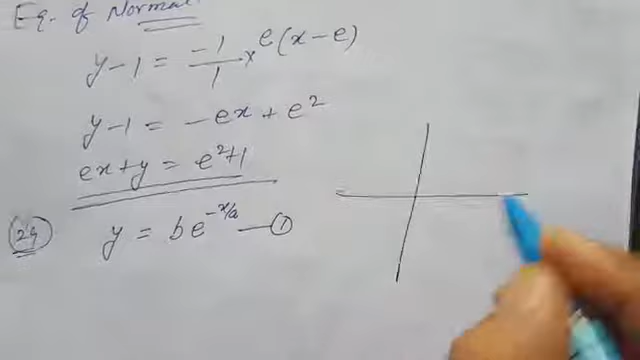 Eq. of Normal
y-1 = -1/1 × e(x-e)
y-1 = -ex + e²
ex+y = e²+1
(24) y = be^(-x/a) — ①